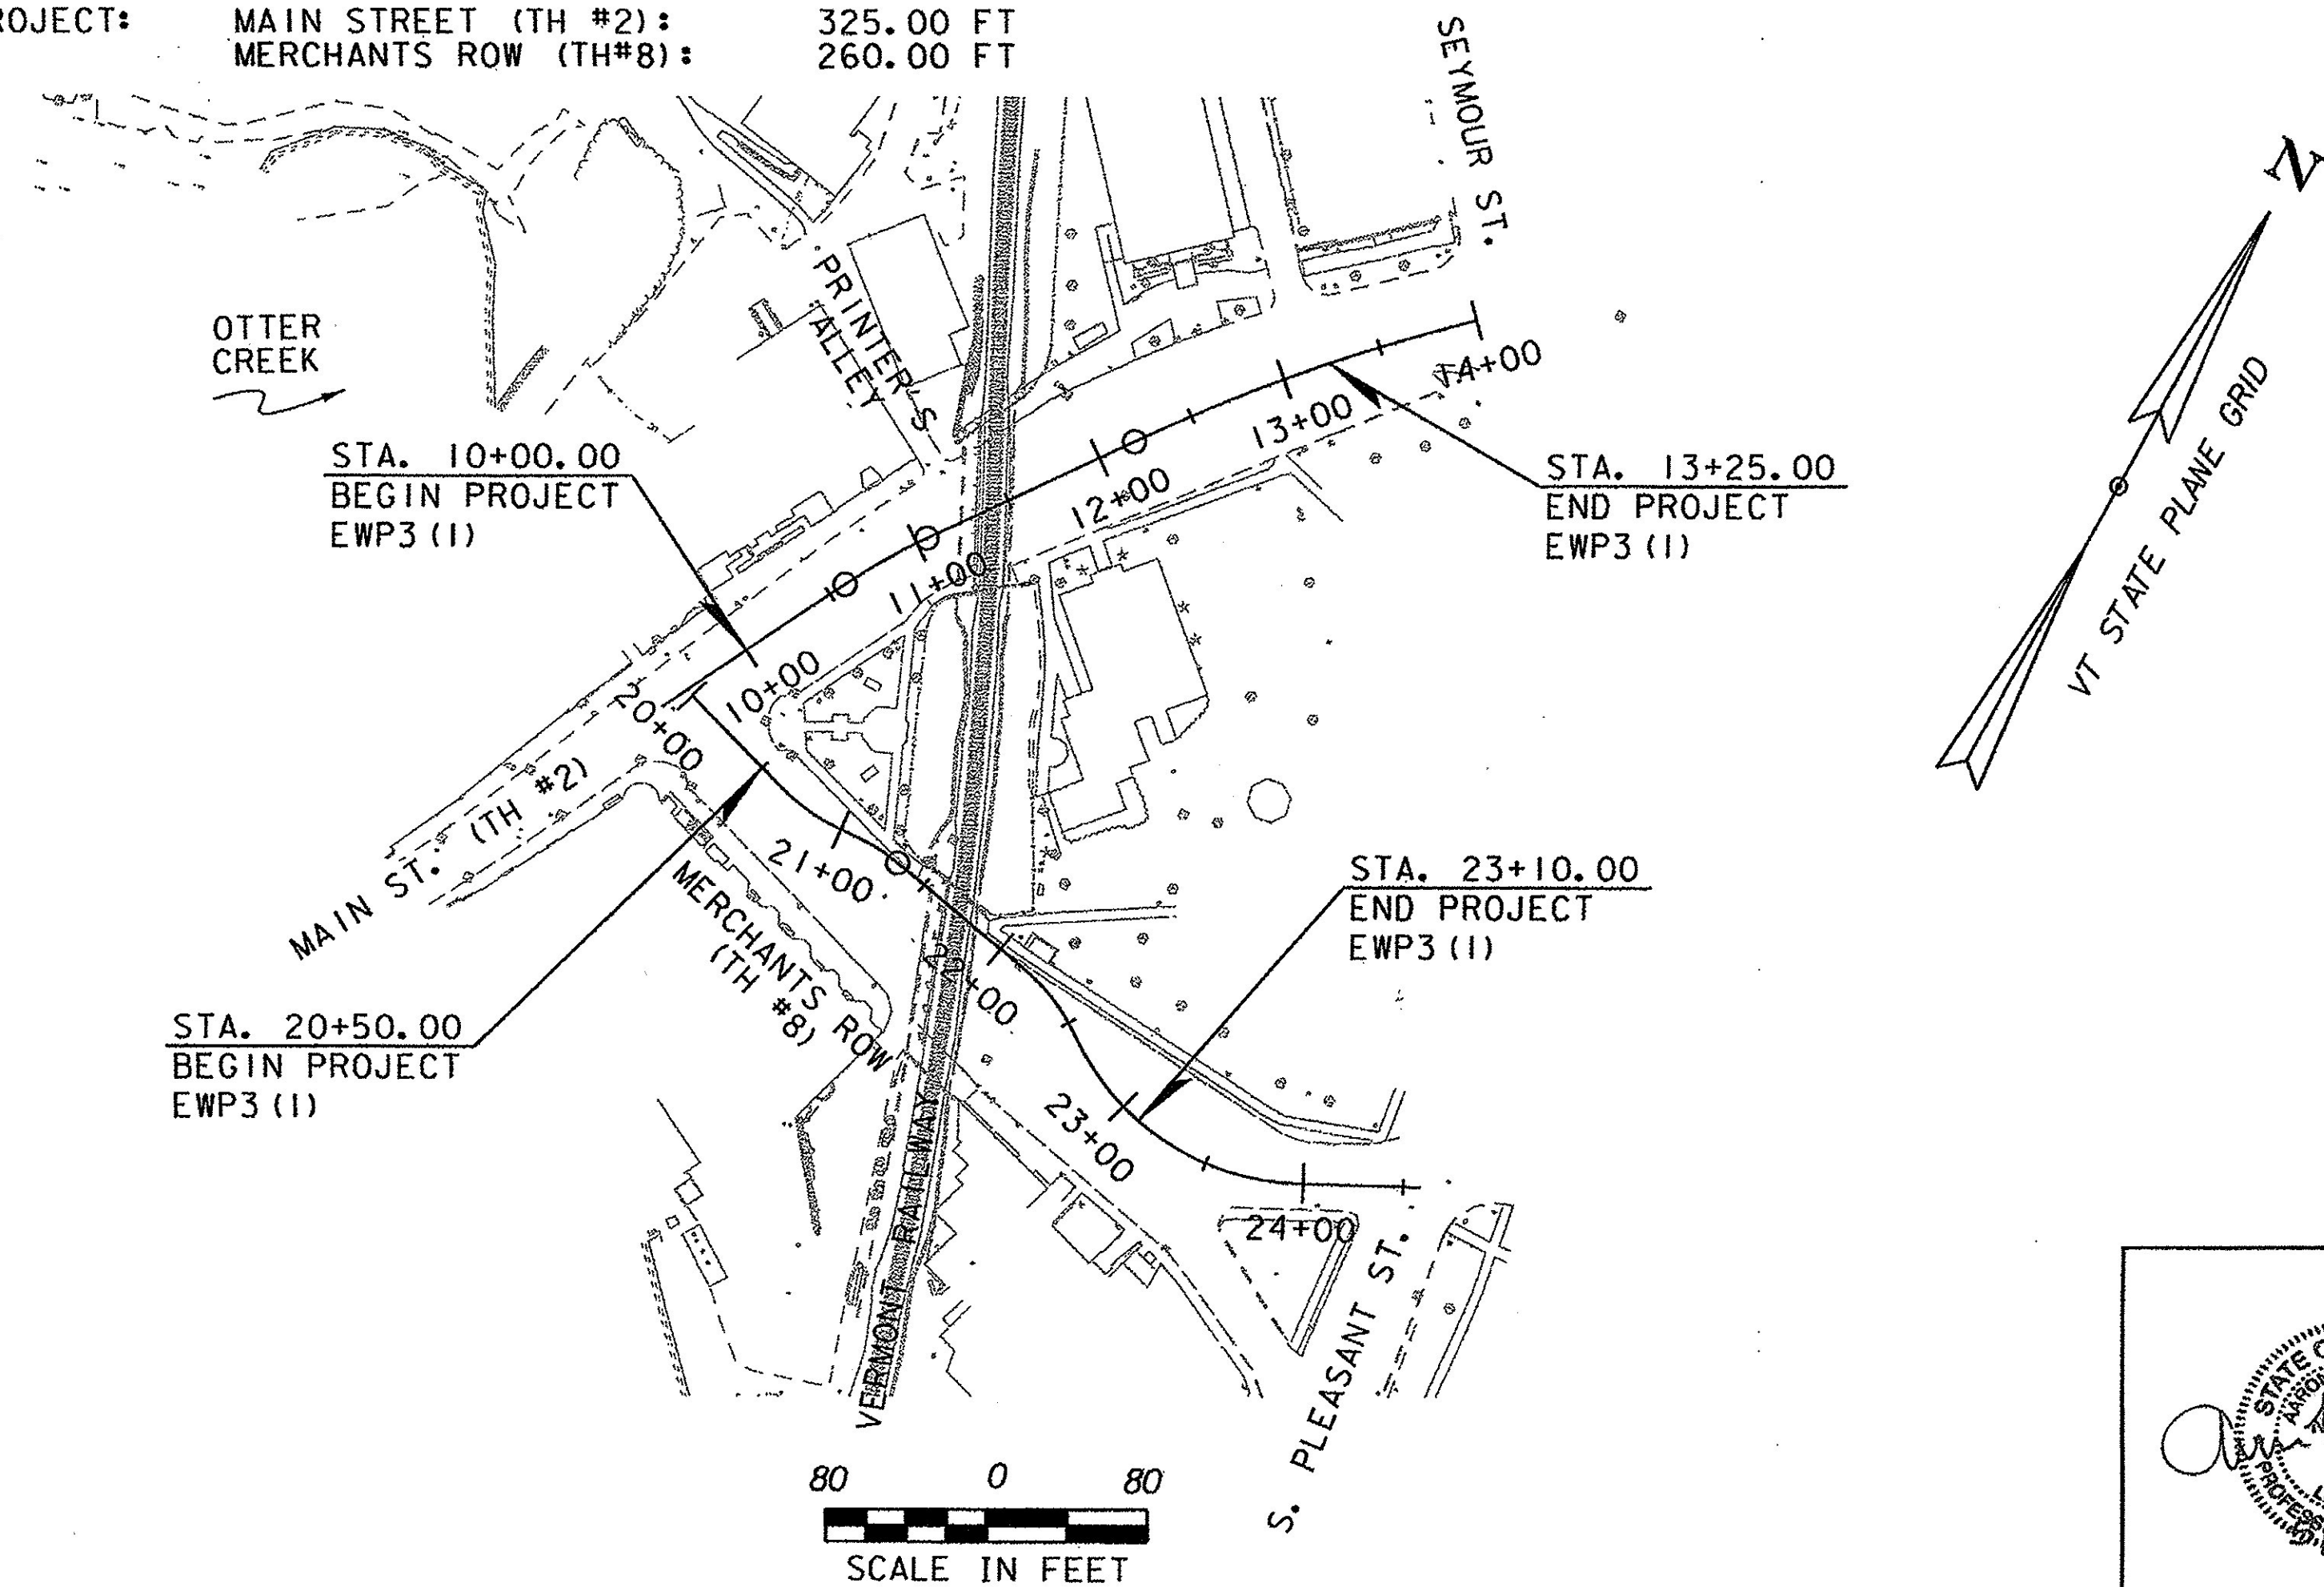 MAIN STREET (TH #2): 325.00 FT
MERCHANTS ROW (TH#8): 260.00 FT
SEYMOUR ST.
N
VT STATE PLANE GRID
OTTER
CREEK
PRINTER'S
ALLEY
STA. 10+00.00
BEGIN PROJECT
EWP3 (1)
14+00
13+00
12+00
11+00
10+00
STA. 13+25.00
END PROJECT
EWP3 (1)
20+00
MAIN ST. (TH #2)
21+00
MERCHANTS ROW
(TH #8)
22+00
STA. 23+10.00
END PROJECT
EWP3 (1)
STA. 20+50.00
BEGIN PROJECT
EWP3 (1)
23+00
24+00
VERMONT RAILWAY
S. PLEASANT ST.
80 0 80
SCALE IN FEET
STATE
AARON